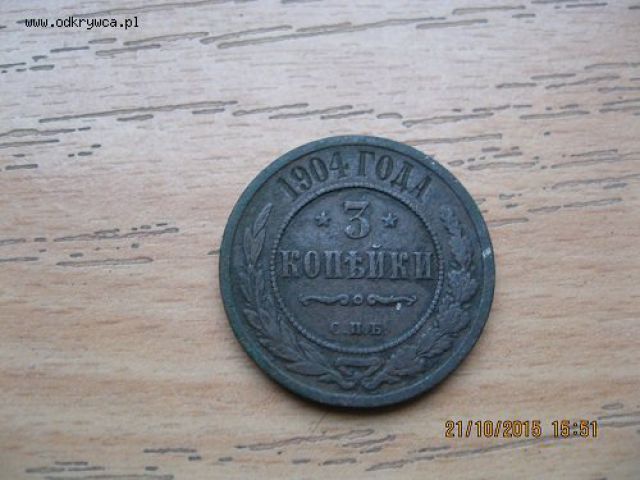 www.odkrywca.pl
1904 ГОДА
* 3 *
КОПѢЙКИ
С.П.Б.
21/10/2015 15:51